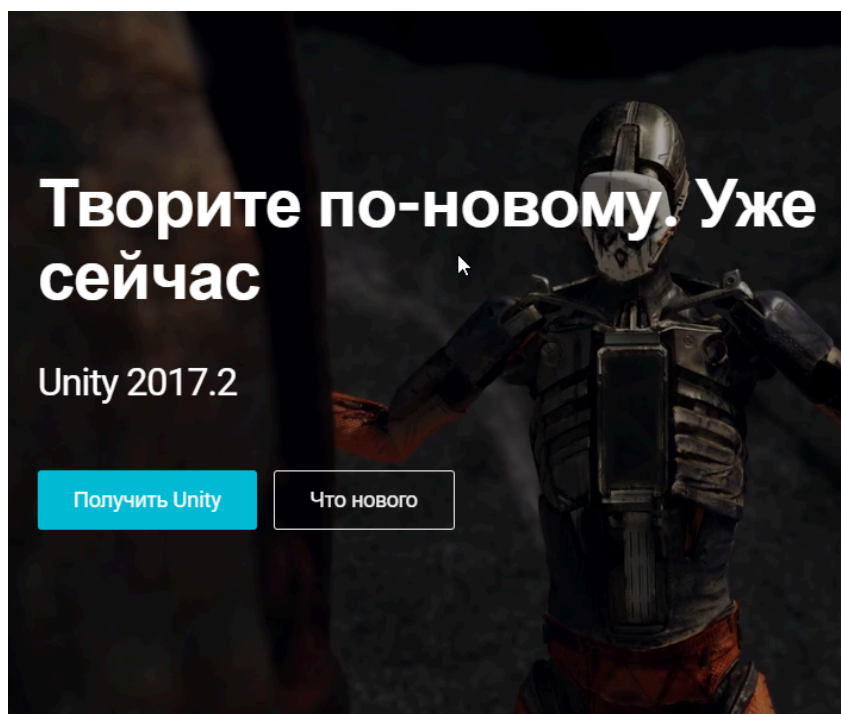 Творите по-новому. Уже
сейчас
Unity 2017.2
Получить Unity
Что нового